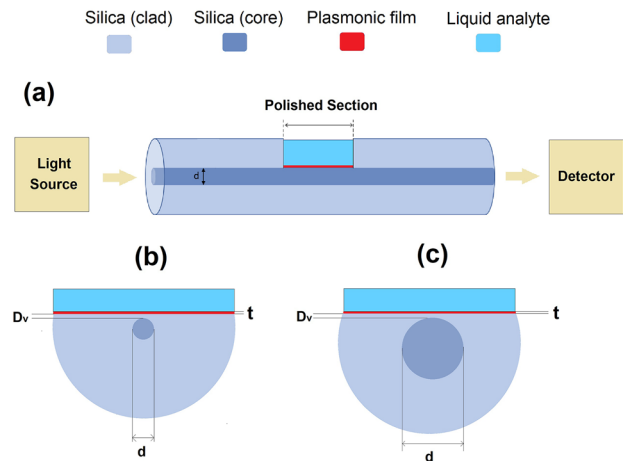 Silica (clad) Silica (core) Plasmonic film Liquid analyte
(a)
Polished Section
Light
Source
d
Detector
(b) (c)
Dv t Dv t
d d